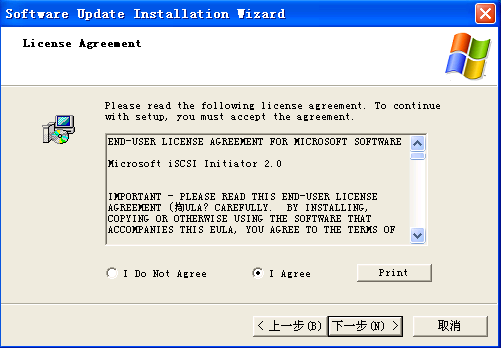 Software Update Installation Wizard
License Agreement
Please read the following license agreement. To continue
with setup, you must accept the agreement.
END-USER LICENSE AGREEMENT FOR MICROSOFT SOFTWARE
Microsoft iSCSI Initiator 2.0
IMPORTANT - PLEASE READ THIS END-USER LICENSE
AGREEMENT (揈ULA? CAREFULLY.  BY INSTALLING,
COPYING OR OTHERWISE USING THE SOFTWARE THAT
ACCOMPANIES THIS EULA, YOU AGREE TO THE TERMS OF
I Do Not Agree
I Agree
Print
< 上一步(B)
下一步(N) >
取消